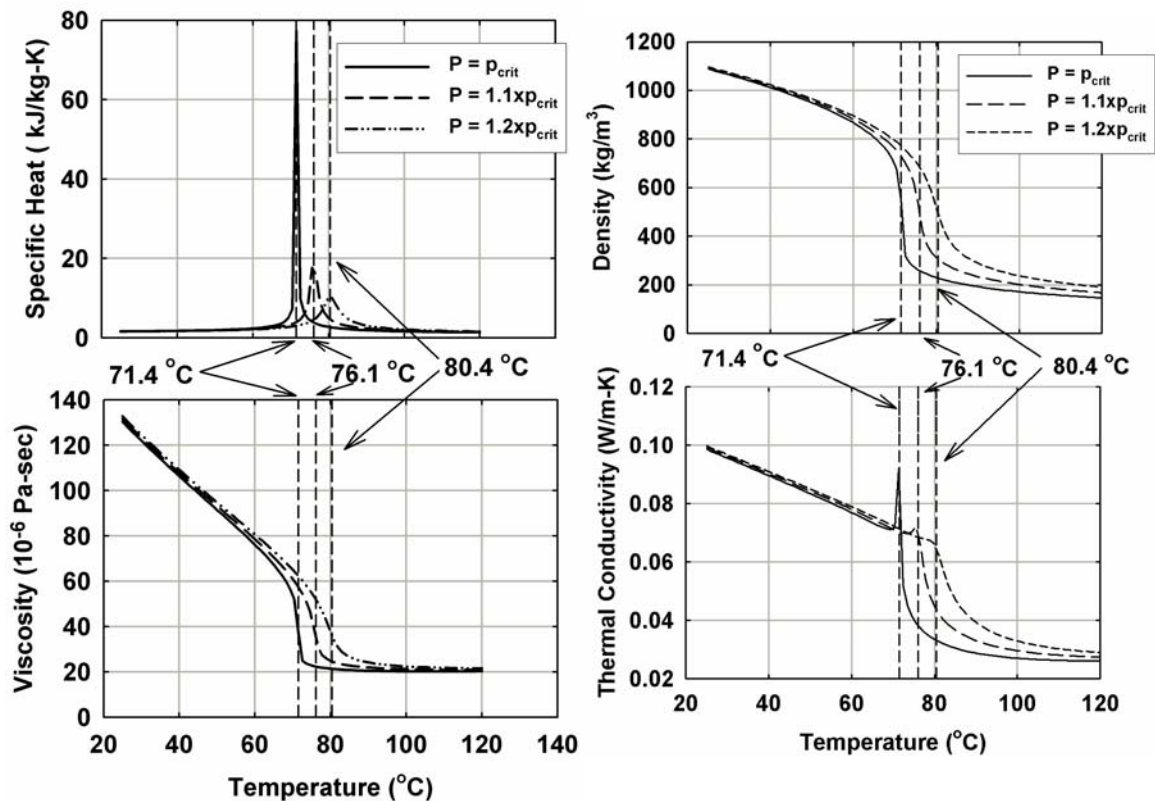 Specific Heat ( kJ/kg-K)
80
60
40
20
0
P = p_crit
P = 1.1xp_crit
P = 1.2xp_crit
71.4 °C
76.1 °C
80.4 °C
Viscosity (10⁻⁶ Pa-sec)
140
120
100
80
60
40
20
0
20
40
60
80
100
120
140
Temperature (°C)
Density (kg/m³)
1200
1000
800
600
400
200
0
P = p_crit
P = 1.1xp_crit
P = 1.2xp_crit
71.4 °C
76.1 °C
80.4 °C
Thermal Conductivity (W/m-K)
0.12
0.10
0.08
0.06
0.04
0.02
20
40
60
80
100
120
Temperature (°C)